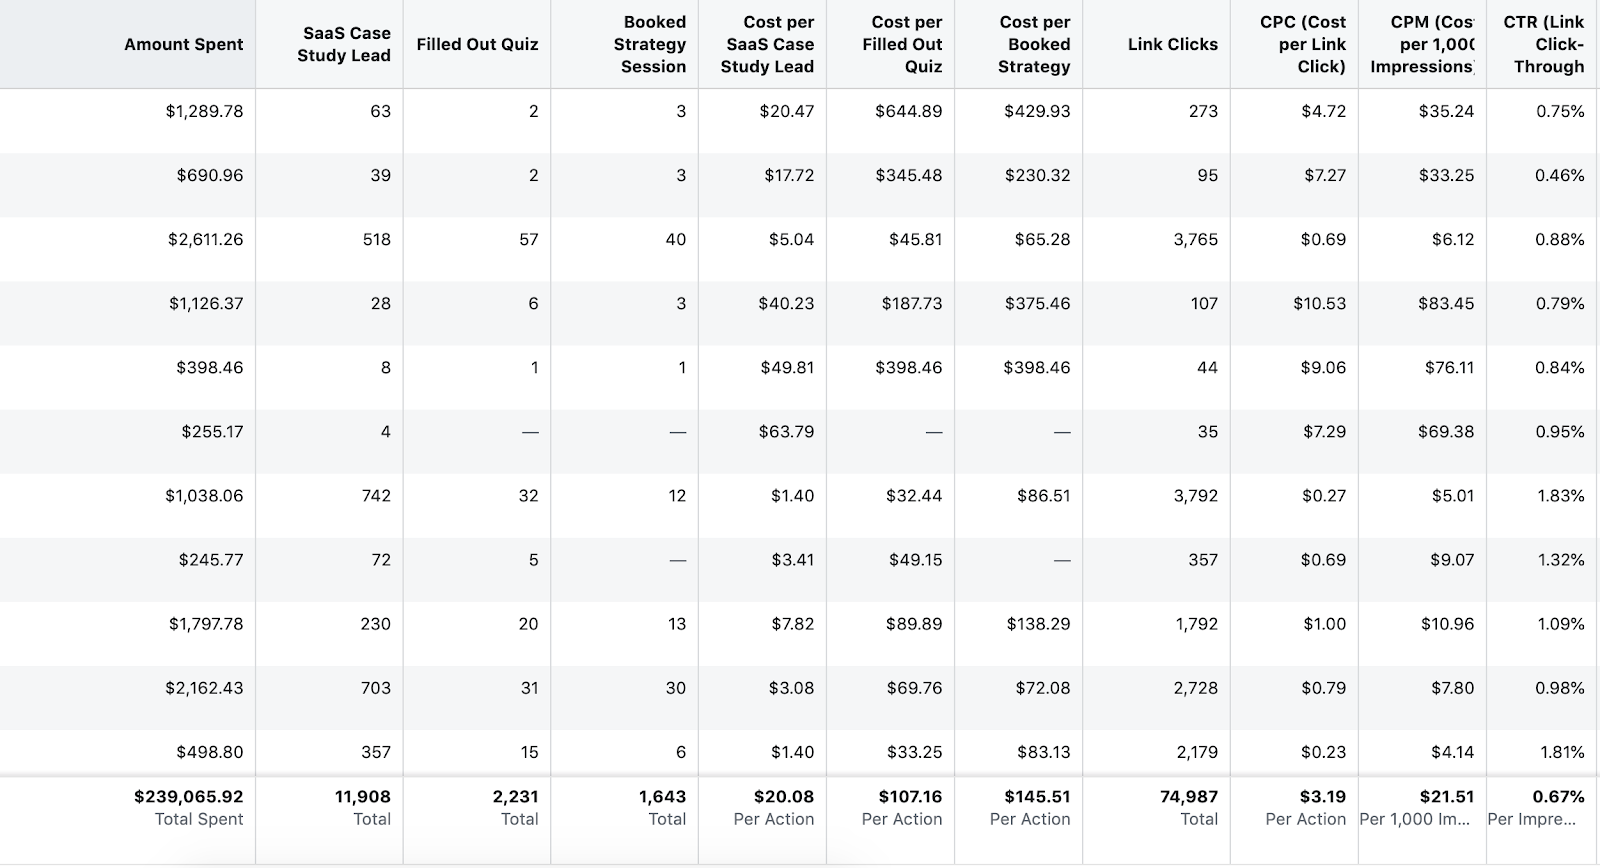 Amount Spent SaaS Case Study Lead Filled Out Quiz Booked Strategy Session Cost per SaaS Case Study Lead Cost per Filled Out Quiz Cost per Booked Strategy Link Clicks CPC (Cost per Link Click) CPM (Cos per 1,000 Impressions) CTR (Link Click-Through
$1,289.78 63 2 3 $20.47 $644.89 $429.93 273 $4.72 $35.24 0.75%
$690.96 39 2 3 $17.72 $345.48 $230.32 95 $7.27 $33.25 0.46%
$2,611.26 518 57 40 $5.04 $45.81 $65.28 3,765 $0.69 $6.12 0.88%
$1,126.37 28 6 3 $40.23 $187.73 $375.46 107 $10.53 $83.45 0.79%
$398.46 8 1 1 $49.81 $398.46 $398.46 44 $9.06 $76.11 0.84%
$255.17 4 — — $63.79 — — 35 $7.29 $69.38 0.95%
$1,038.06 742 32 12 $1.40 $32.44 $86.51 3,792 $0.27 $5.01 1.83%
$245.77 72 5 — $3.41 $49.15 — 357 $0.69 $9.07 1.32%
$1,797.78 230 20 13 $7.82 $89.89 $138.29 1,792 $1.00 $10.96 1.09%
$2,162.43 703 31 30 $3.08 $69.76 $72.08 2,728 $0.79 $7.80 0.98%
$498.80 357 15 6 $1.40 $33.25 $83.13 2,179 $0.23 $4.14 1.81%
$239,065.92 11,908 2,231 1,643 $20.08 $107.16 $145.51 74,987 $3.19 $21.51 0.67%
Total Spent Total Total Total Per Action Per Action Per Action Total Per Action Per 1,000 Im... Per Impre...